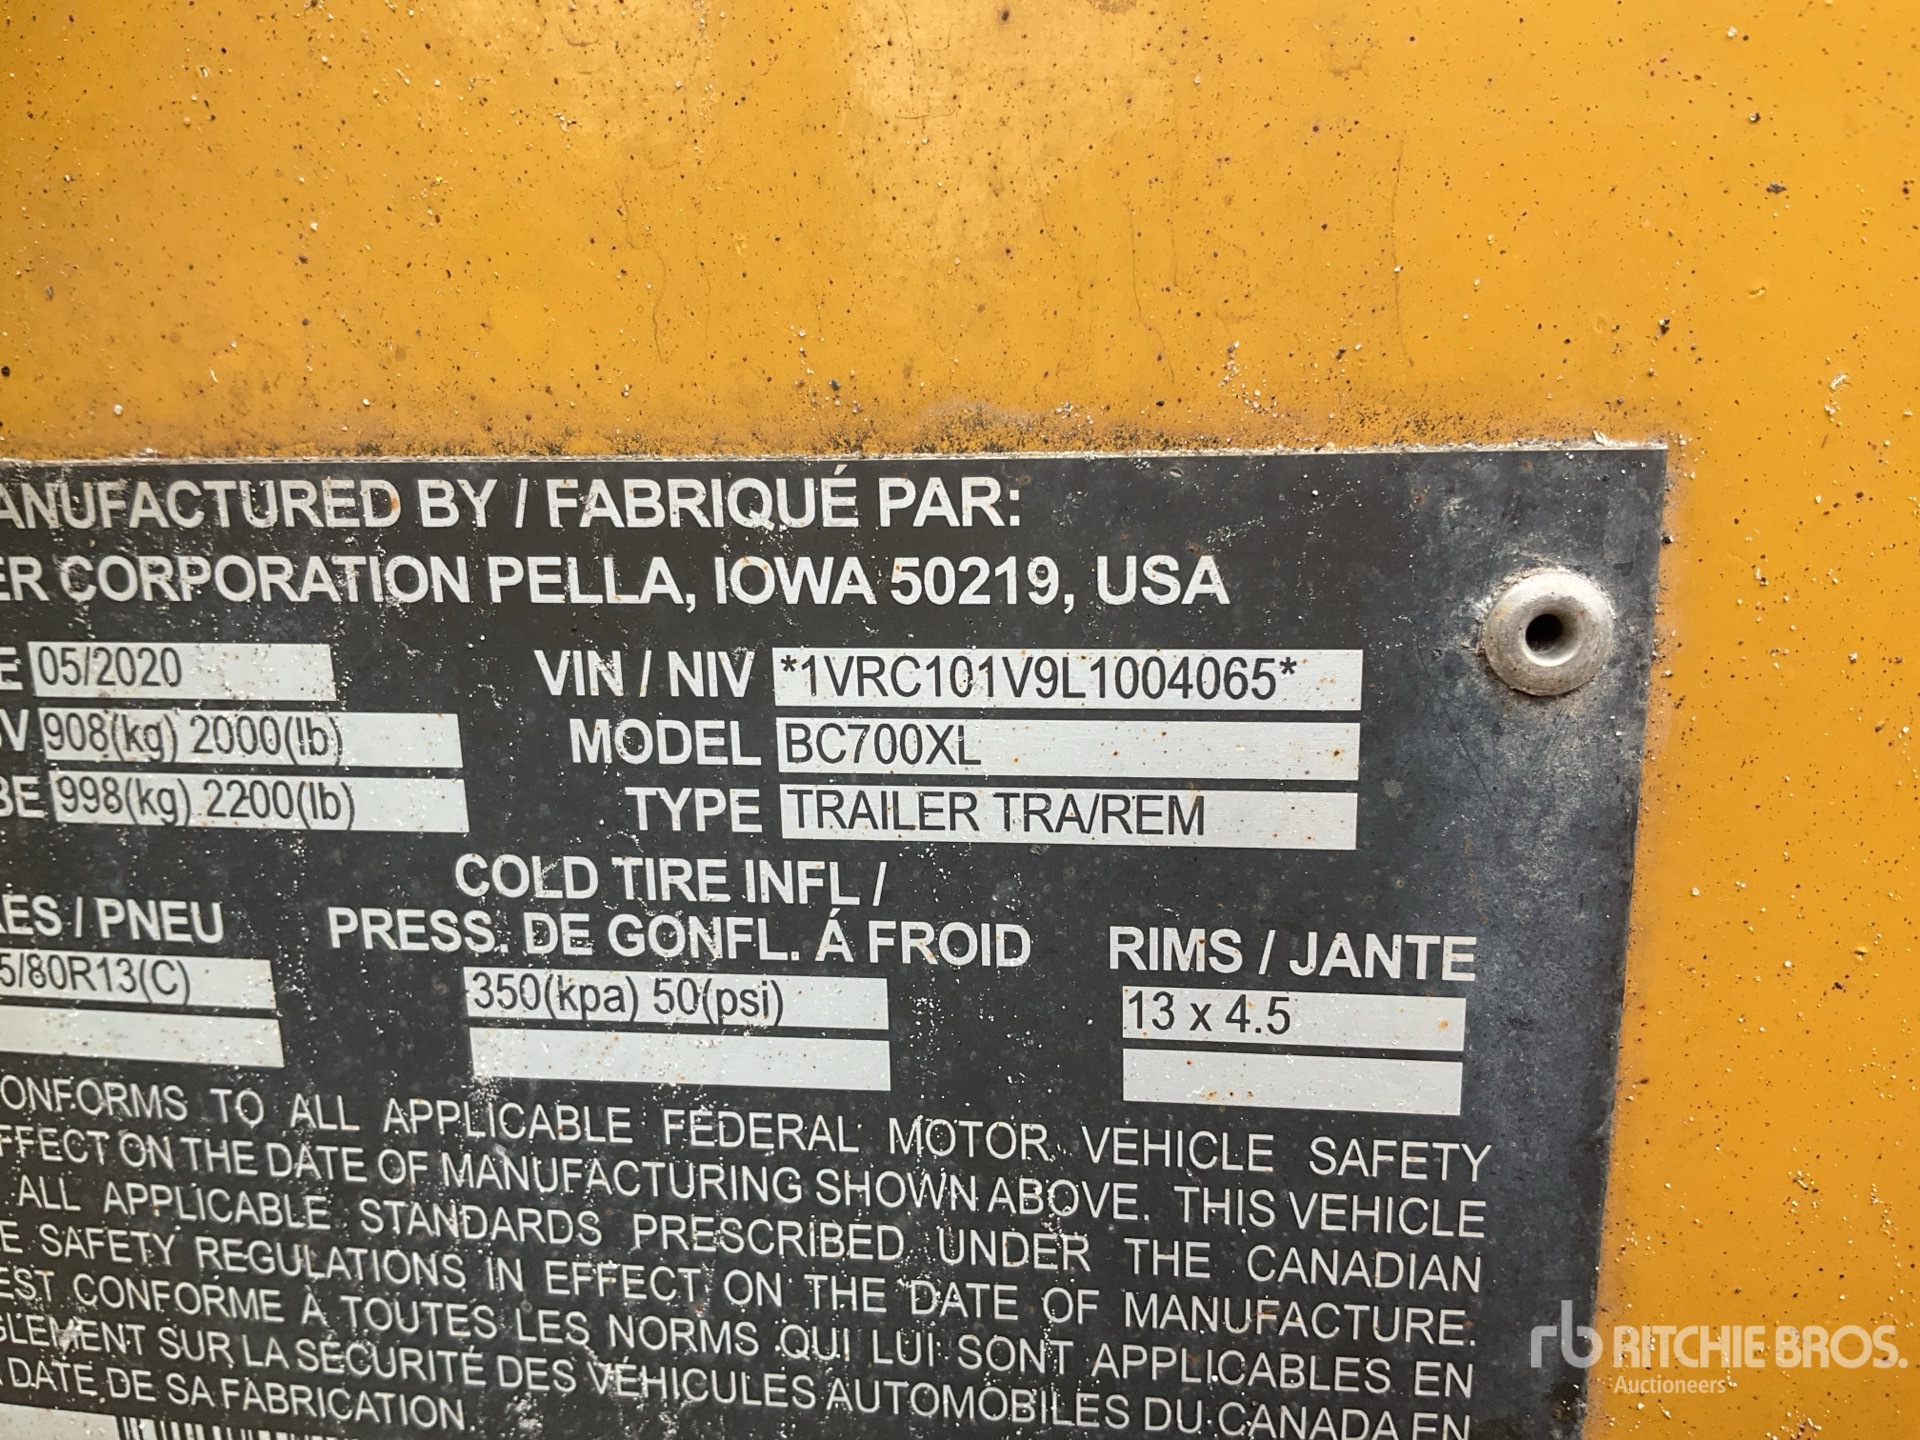 ANUFACTURED BY / FABRIQUÉ PAR:
ER CORPORATION PELLA, IOWA 50219, USA
E 05/2020 VIN / NIV *1VRC101V9L1004065*
908(kg) 2000(lb) MODEL BC700XL
BE 998(kg) 2200(lb) TYPE TRAILER TRA/REM
COLD TIRE INFL /
RES / PNEU PRESS. DE GONFL. Á FROID RIMS / JANTE
5/80R13(C) 350(kpa) 50(psi) 13 x 4.5
ONFORMS TO ALL APPLICABLE FEDERAL MOTOR VEHICLE SAFETY
FFECT ON THE DATE OF MANUFACTURING SHOWN ABOVE. THIS VEHICLE
ALL APPLICABLE STANDARDS PRESCRIBED UNDER THE CANADIAN
E SAFETY REGULATIONS IN EFFECT ON THE DATE OF MANUFACTURE.
EST CONFORME À TOUTES LES NORMS QUI LUI SONT APPLICABLES EN
GLEMENT SUR LA SÉCURITÉ DES VÉHICULES AUTOMOBILES DU CANADA EN
DATE DE SA FABRICATION.
rb RITCHIE BROS.
Auctioneers